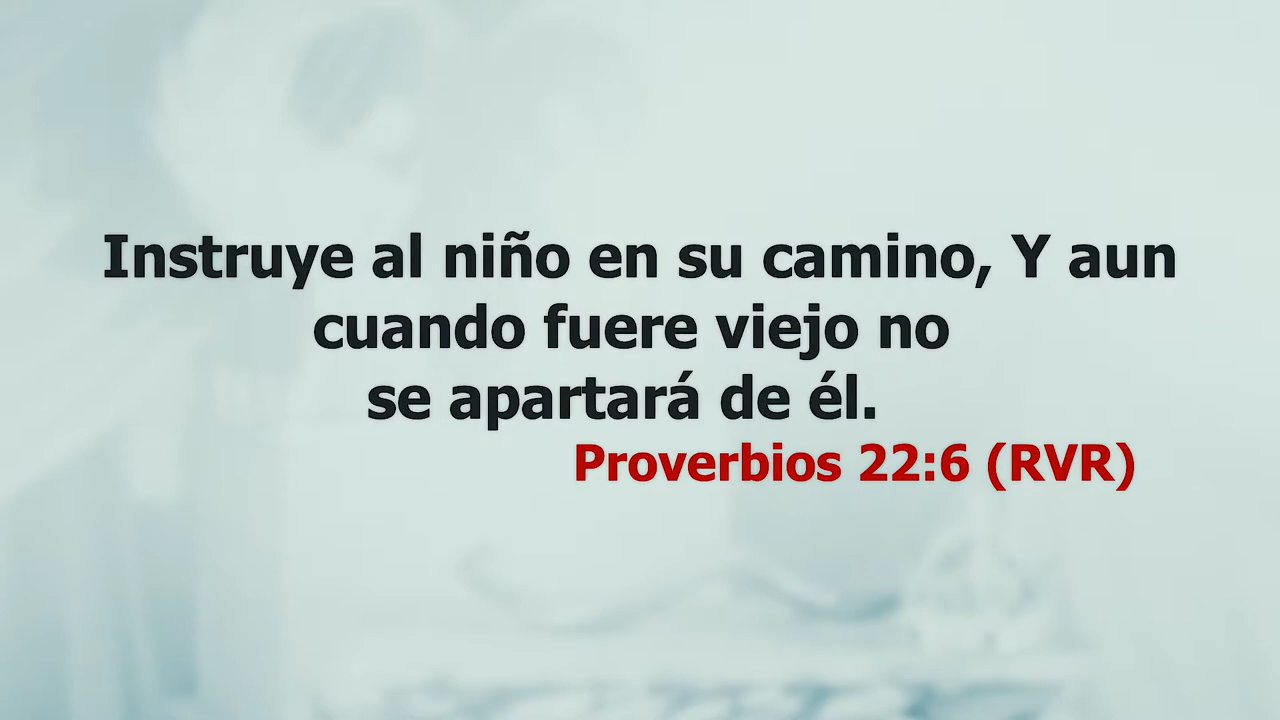 Instruye al niño en su camino, Y aun
cuando fuere viejo no
se apartará de él.
Proverbios 22:6 (RVR)